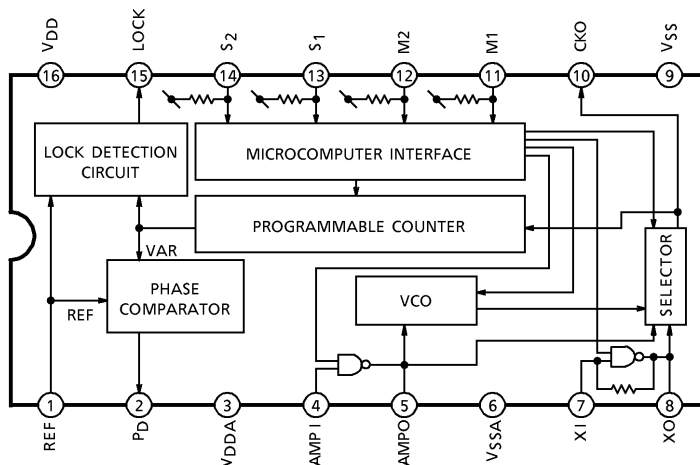 VDD
LOCK
S2
S1
M2
M1
CKO
VSS
16
15
14
13
12
11
10
9
LOCK DETECTION
CIRCUIT
MICROCOMPUTER INTERFACE
PROGRAMMABLE COUNTER
VAR
PHASE
COMPARATOR
REF
VCO
SELECTOR
1
2
3
4
5
6
7
8
REF
PD
VDDA
AMPI
AMPO
VSSA
XI
XO